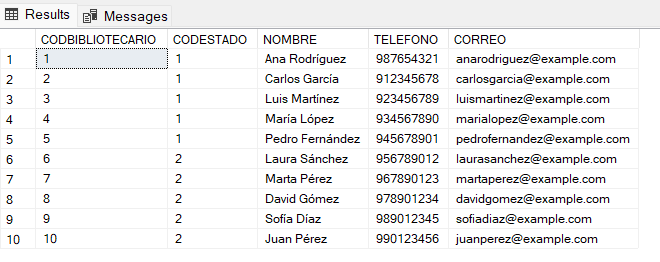 Results Messages
CODBIBLIOTECARIO CODESTADO NOMBRE TELEFONO CORREO
1 1 1 Ana Rodríguez 987654321 anarodriguez@example.com
2 2 1 Carlos García 912345678 carlosgarcia@example.com
3 3 1 Luis Martínez 923456789 luismartinez@example.com
4 4 1 María López 934567890 marialopez@example.com
5 5 1 Pedro Fernández 945678901 pedrofernandez@example.com
6 6 2 Laura Sánchez 956789012 laurasanchez@example.com
7 7 2 Marta Pérez 967890123 martaperez@example.com
8 8 2 David Gómez 978901234 davidgomez@example.com
9 9 2 Sofía Díaz 989012345 sofiadiaz@example.com
10 10 2 Juan Pérez 990123456 juanperez@example.com